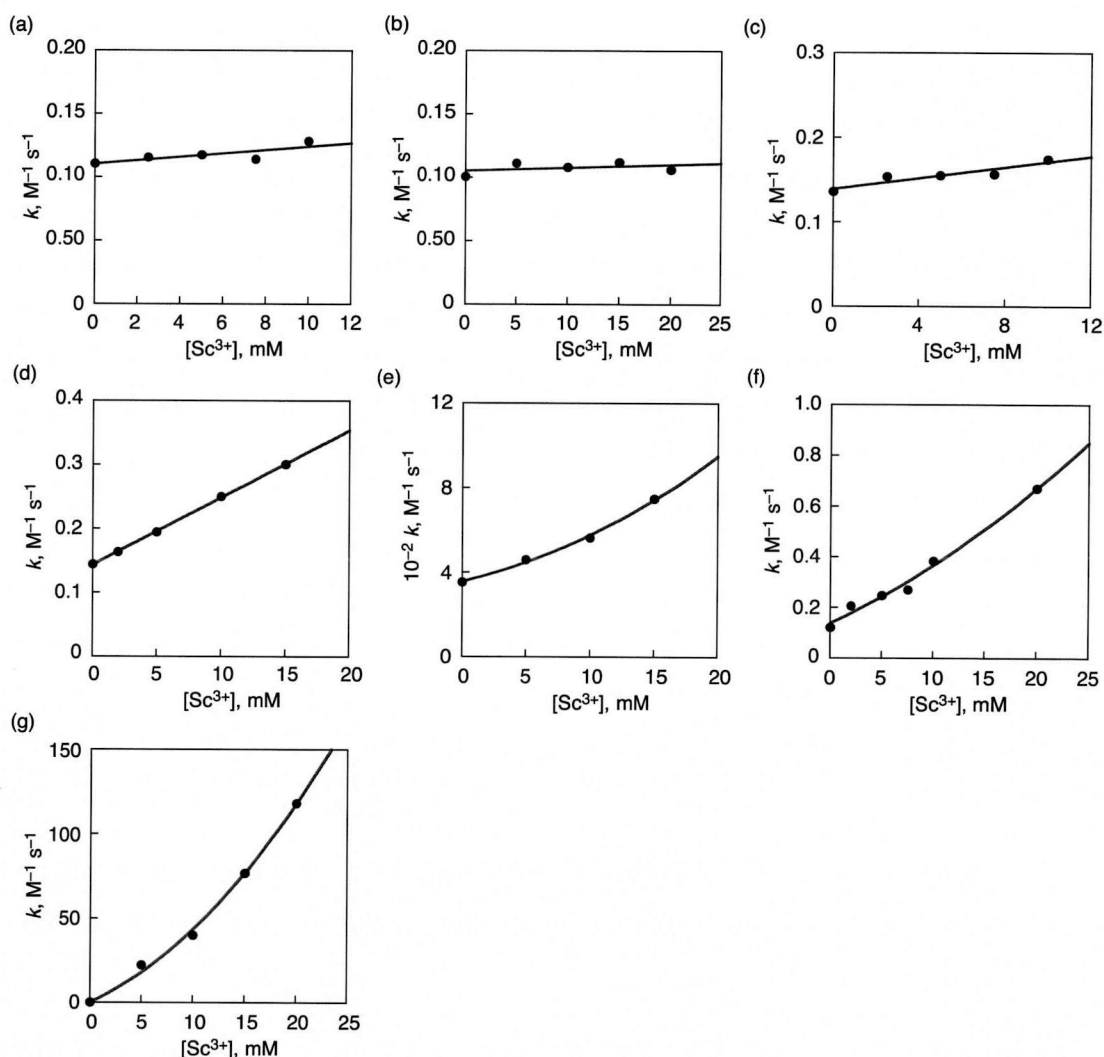 (a)
0.20
0.15
0.10
0.50
0
k, M⁻¹ s⁻¹
0 2 4 6 8 10 12
[Sc³⁺], mM
(b)
0.20
0.15
0.10
0.50
0
k, M⁻¹ s⁻¹
0 5 10 15 20 25
[Sc³⁺], mM
(c)
0.3
0.2
0.1
0
k, M⁻¹ s⁻¹
0 4 8 12
[Sc³⁺], mM
(d)
0.4
0.3
0.2
0.1
0
k, M⁻¹ s⁻¹
0 5 10 15 20
[Sc³⁺], mM
(e)
12
8
4
0
10⁻² k, M⁻¹ s⁻¹
0 5 10 15 20
[Sc³⁺], mM
(f)
1.0
0.8
0.6
0.4
0.2
0
k, M⁻¹ s⁻¹
0 5 10 15 20 25
[Sc³⁺], mM
(g)
150
100
50
0
k, M⁻¹ s⁻¹
0 5 10 15 20 25
[Sc³⁺], mM